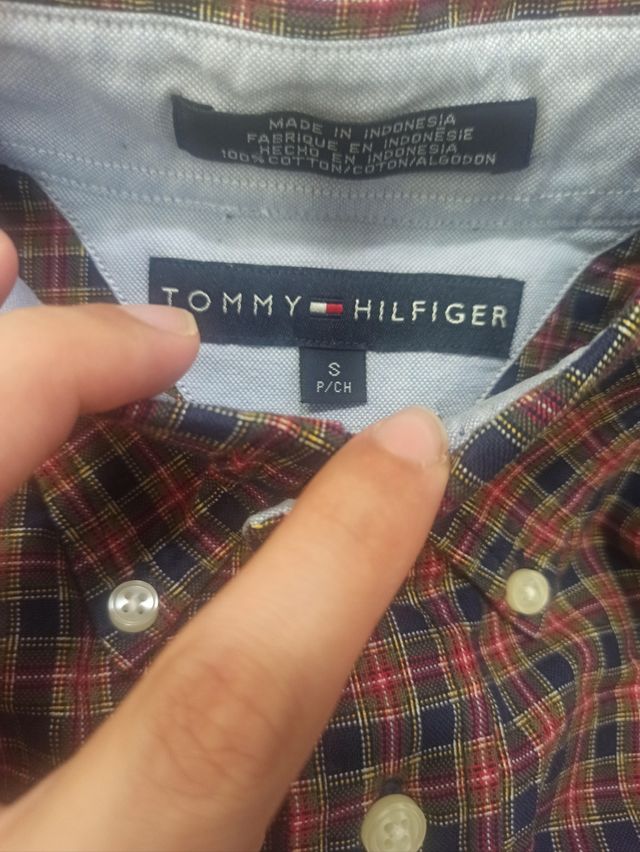 MADE IN INDONESIA
FABRIQUE EN INDONESIE
HECHO EN INDONESIA
100% COTTON/COTON/ALGODON
TOMMY HILFIGER
S
P/CH